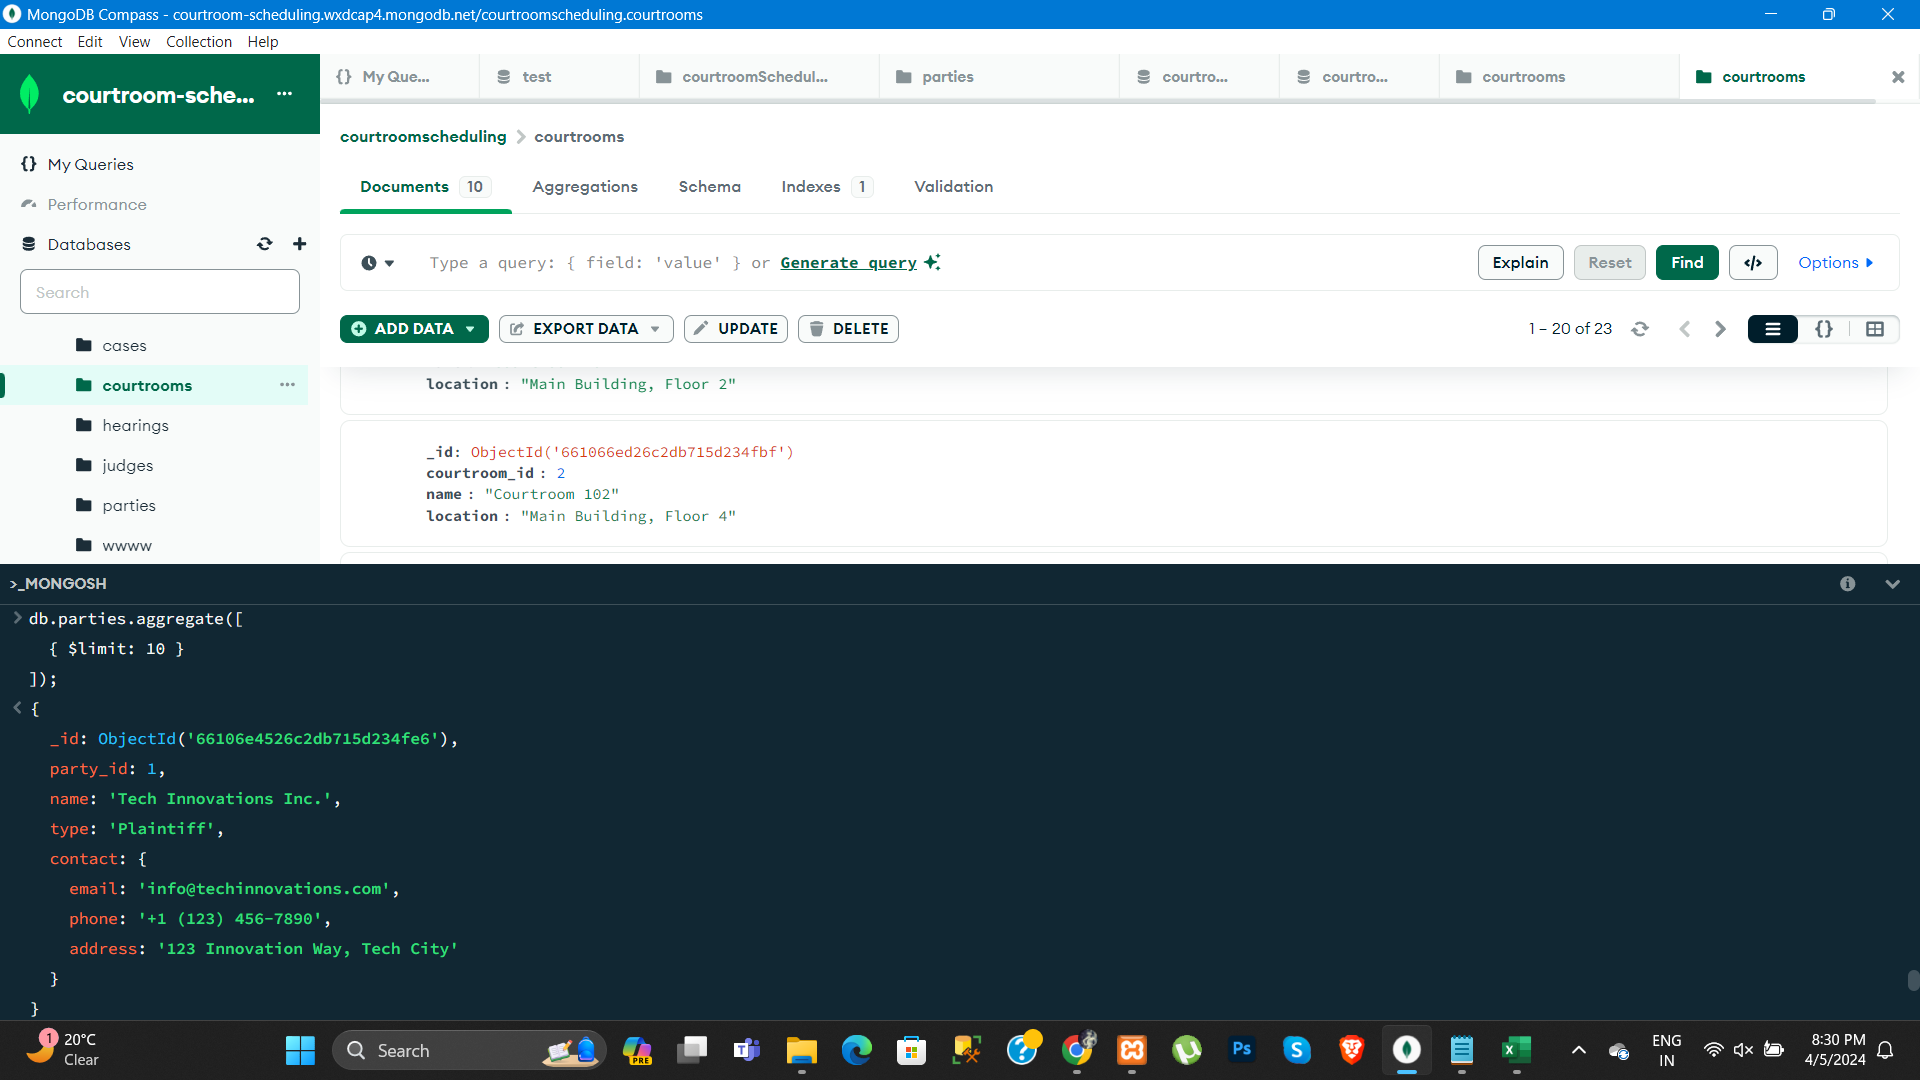 MongoDB Compass - courtroom-scheduling.wxdcap4.mongodb.net/courtroomscheduling.courtrooms
Connect Edit View Collection Help
courtroom-sche... ...
{} My Que... test courtroomSchedul... parties courtro... courtro... courtrooms courtrooms
courtroomscheduling > courtrooms
{} My Queries
Performance
Databases
Search
cases
courtrooms ...
hearings
judges
parties
wwww
Documents 10 Aggregations Schema Indexes 1 Validation
Type a query: { field: 'value' } or Generate query
Explain Reset Find </> Options
ADD DATA EXPORT DATA UPDATE DELETE
1 – 20 of 23 {}
location : "Main Building, Floor 2"
_id: ObjectId('661066ed26c2db715d234fbf')
courtroom_id : 2
name : "Courtroom 102"
location : "Main Building, Floor 4"
>_MONGOSH
> db.parties.aggregate([
{ $limit: 10 }
]);
< {
_id: ObjectId('66106e4526c2db715d234fe6'),
party_id: 1,
name: 'Tech Innovations Inc.',
type: 'Plaintiff',
contact: {
email: 'info@techinnovations.com',
phone: '+1 (123) 456-7890',
address: '123 Innovation Way, Tech City'
}
}
1 20°C
Clear
Search
PRE
Ps
ENG
IN
8:30 PM
4/5/2024